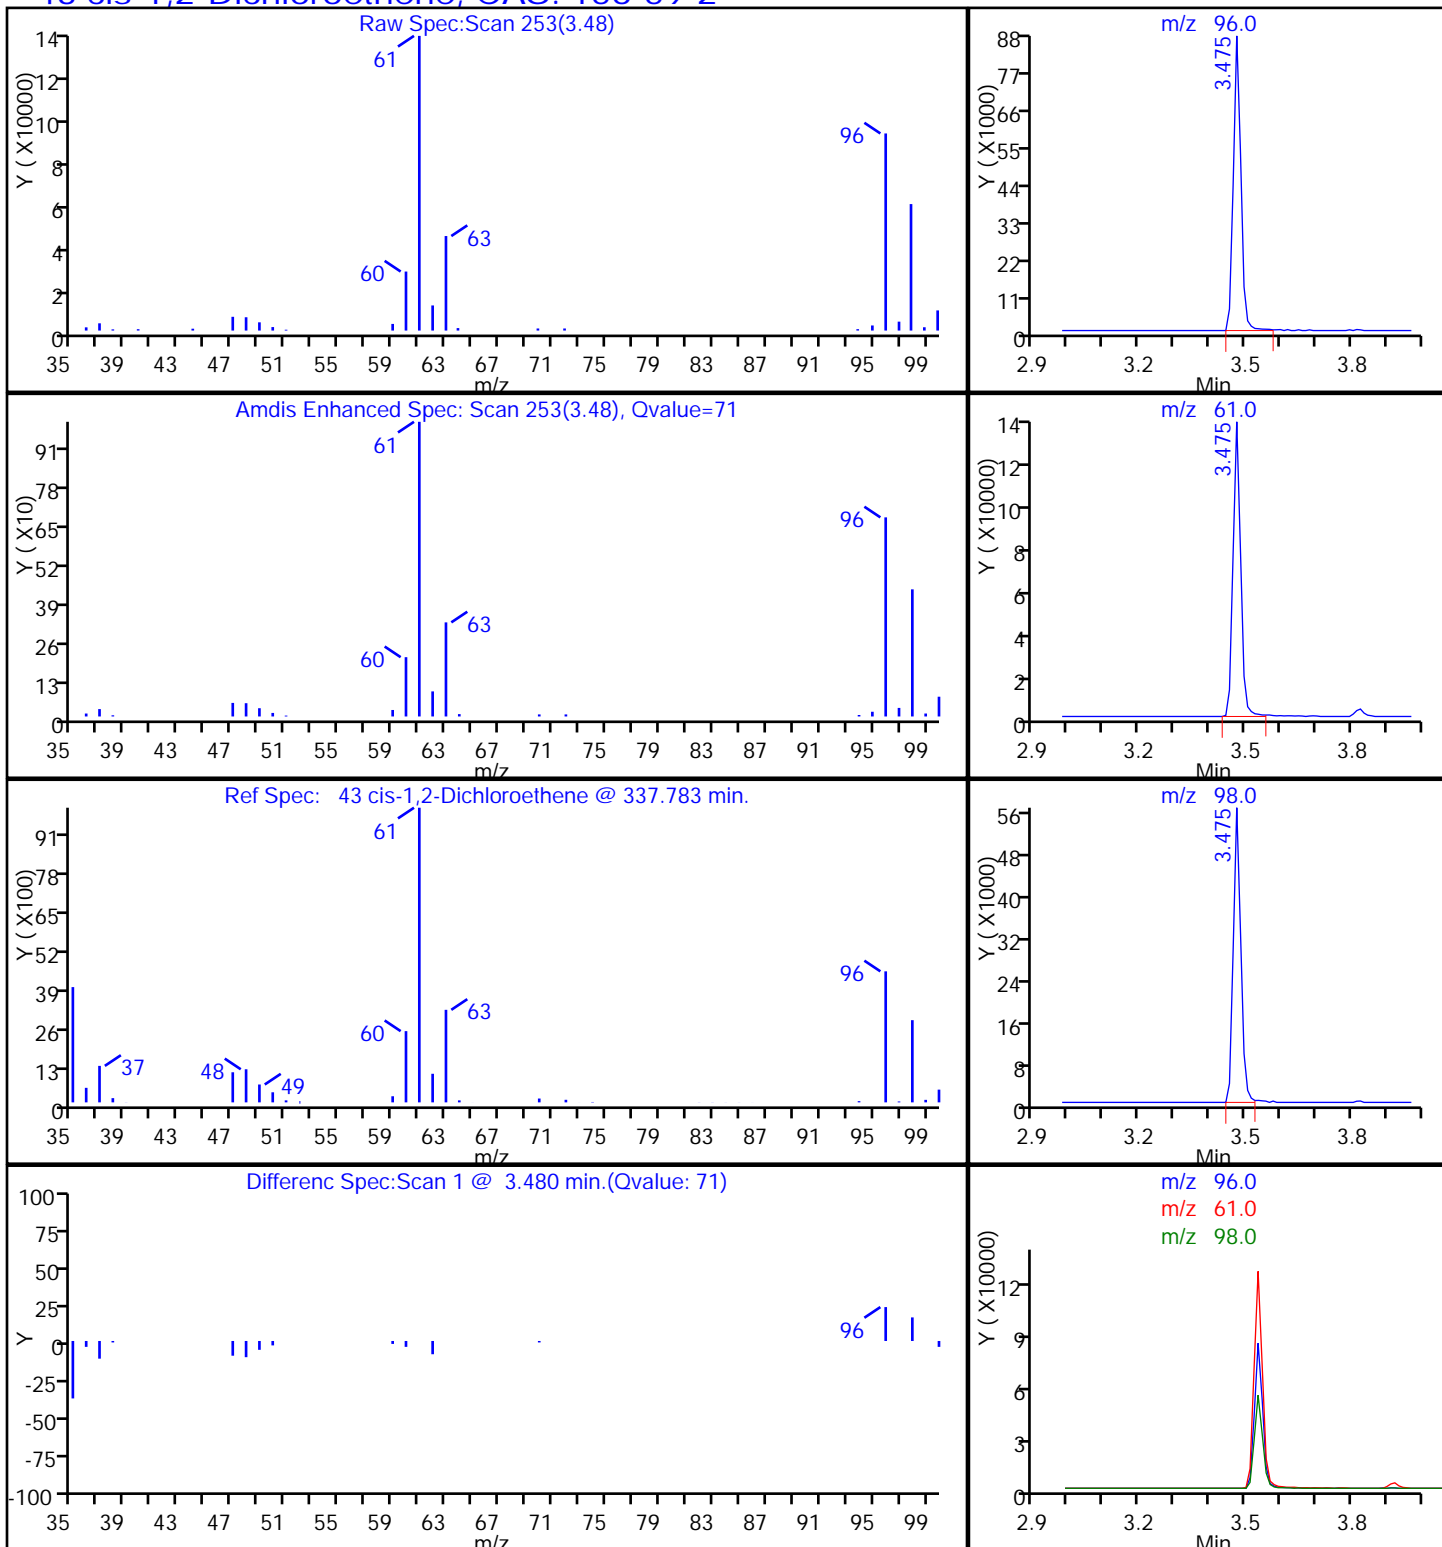 cis-1,2-Dichloroethene, CAS: 156-59-2
Raw Spec:Scan 253(3.48)
Y ( X10000)
14
12
10
8
6
4
2
0
61
60
63
96
35 39 43 47 51 55 59 63 67 71 75 79 83 87 91 95 99
m/z
m/z 96.0
Y ( X1000)
88
77
66
55
44
33
22
11
0
3.475
2.9 3.2 3.5 3.8
Min
Amdis Enhanced Spec: Scan 253(3.48), Qvalue=71
Y ( X10)
91
78
65
52
39
26
13
0
61
60
63
96
35 39 43 47 51 55 59 63 67 71 75 79 83 87 91 95 99
m/z
m/z 61.0
Y ( X10000)
14
12
10
8
6
4
2
0
3.475
2.9 3.2 3.5 3.8
Min
Ref Spec: 43 cis-1,2-Dichloroethene @ 337.783 min.
Y ( X100)
91
78
65
52
39
26
13
0
37
48
49
61
60
63
96
35 39 43 47 51 55 59 63 67 71 75 79 83 87 91 95 99
m/z
m/z 98.0
Y ( X1000)
56
48
40
32
24
16
8
0
3.475
2.9 3.2 3.5 3.8
Min
Differenc Spec:Scan 1 @ 3.480 min.(Qvalue: 71)
Y
100
75
50
25
0
-25
-50
-75
-100
96
35 39 43 47 51 55 59 63 67 71 75 79 83 87 91 95 99
m/z
m/z 96.0
m/z 61.0
m/z 98.0
Y ( X10000)
12
9
6
3
0
2.9 3.2 3.5 3.8
Min